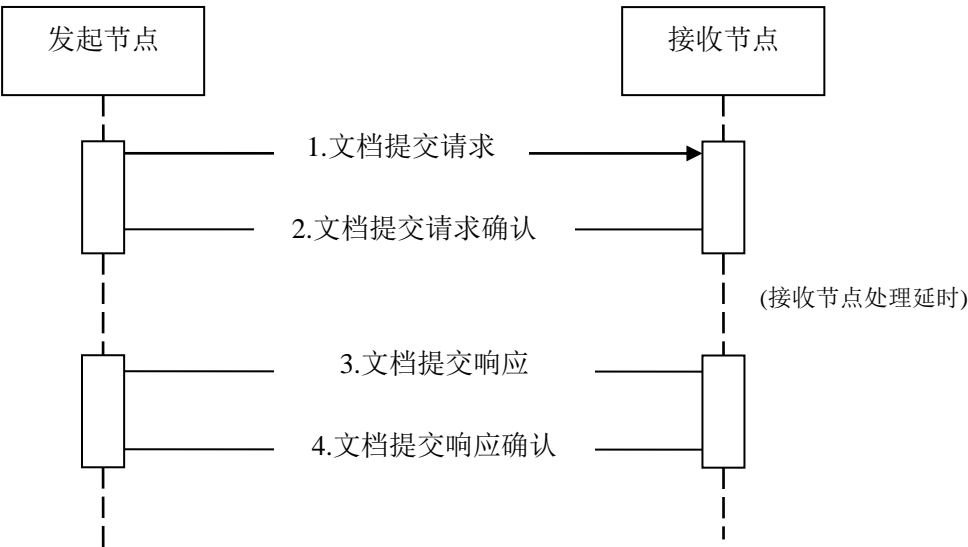 发起节点
接收节点
1.文档提交请求
2.文档提交请求确认
(接收节点处理延时)
3.文档提交响应
4.文档提交响应确认